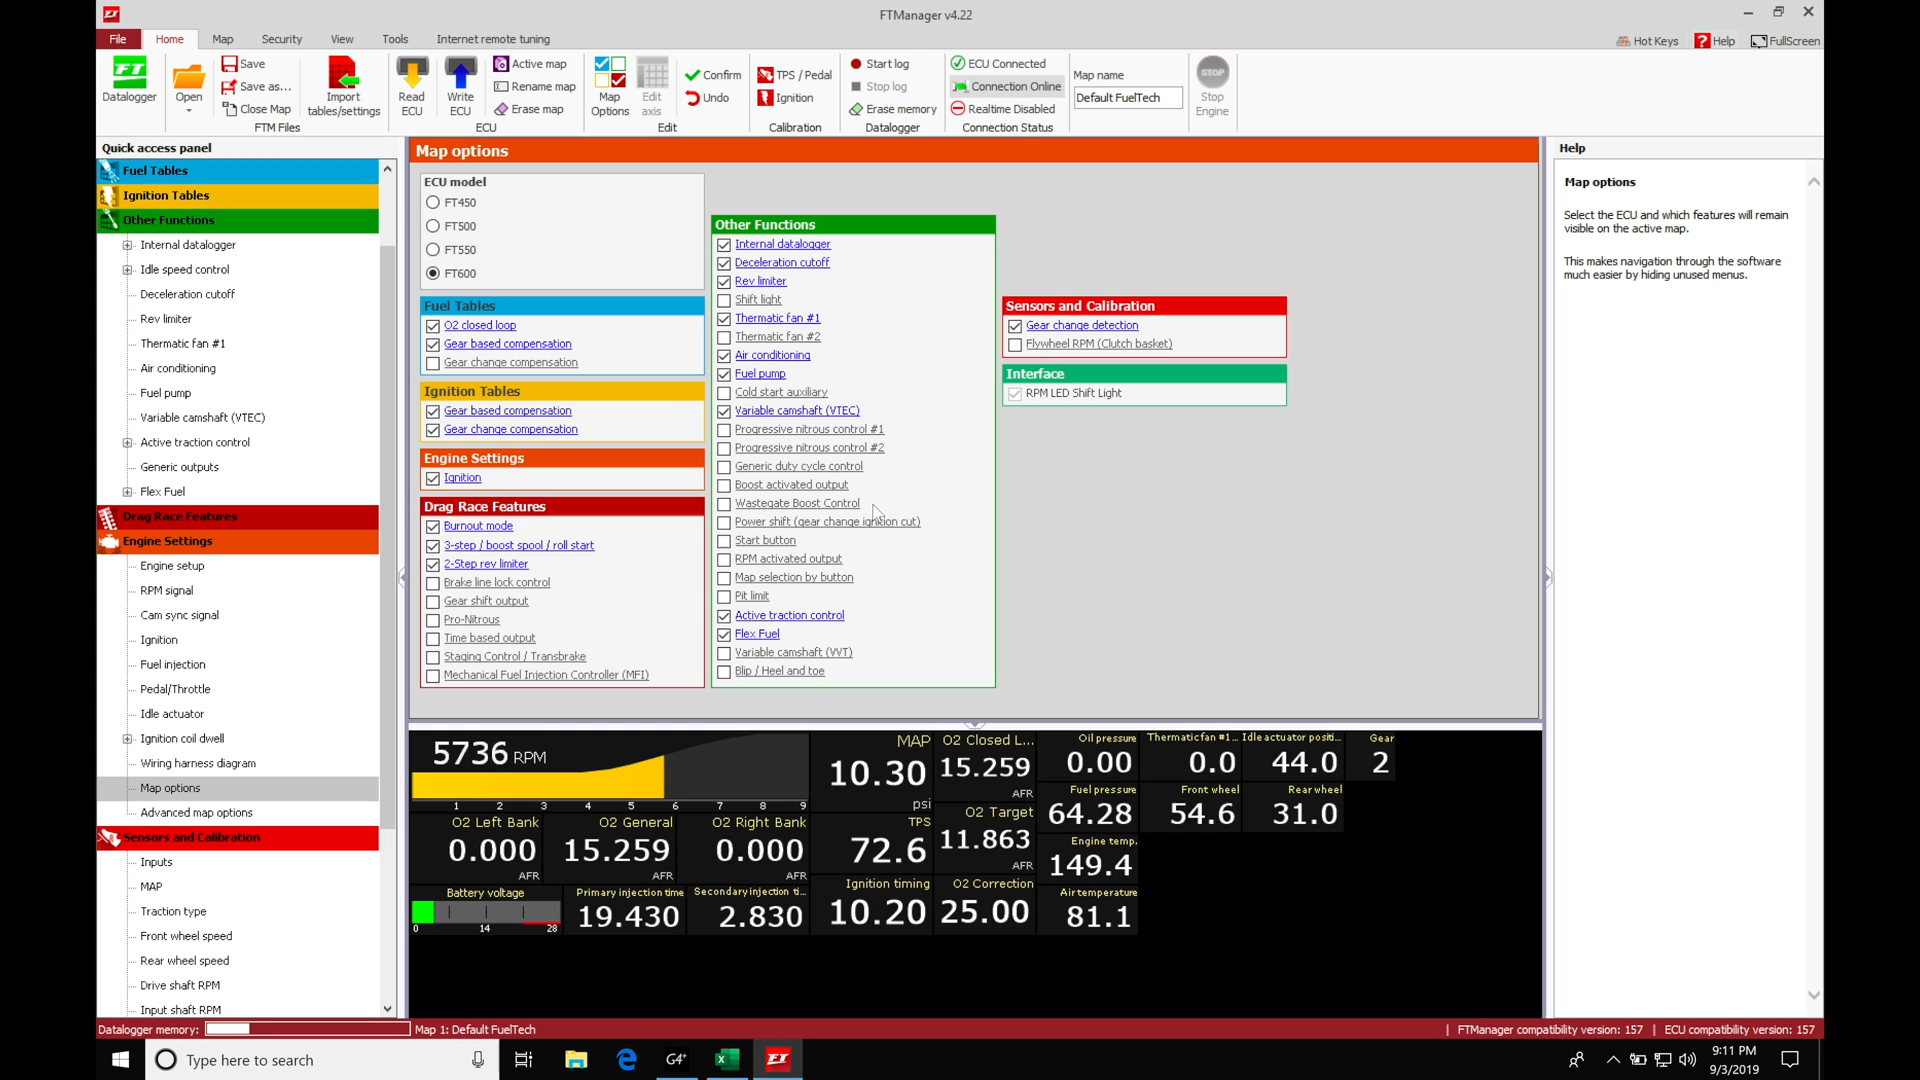 FTManager v4.22
File Home Map Security View Tools Internet remote tuning Hot Keys Help FullScreen
Datalogger Open Save Save as... Close Map Import tables/settings FTM Files
Read ECU Write ECU Active map Rename map Erase map ECU
Map Options Edit axis Confirm Undo Edit
TPS / Pedal Ignition Calibration
Start log Stop log Erase memory Datalogger
ECU Connected Connection Online Realtime Disabled Connection Status
Map name Default FuelTech
STOP Stop Engine
Quick access panel
Fuel Tables
Ignition Tables
Other Functions
Internal datalogger
Idle speed control
Deceleration cutoff
Rev limiter
Thermatic fan #1
Air conditioning
Fuel pump
Variable camshaft (VTEC)
Active traction control
Generic outputs
Flex Fuel
Drag Race Features
Engine Settings
Engine setup
RPM signal
Cam sync signal
Ignition
Fuel injection
Pedal/Throttle
Idle actuator
Ignition coil dwell
Wiring harness diagram
Map options
Advanced map options
Sensors and Calibration
Inputs
MAP
Traction type
Front wheel speed
Rear wheel speed
Drive shaft RPM
Input shaft RPM
Map options
ECU model
FT450
FT500
FT550
FT600
Fuel Tables
O2 closed loop
Gear based compensation
Gear change compensation
Ignition Tables
Gear based compensation
Gear change compensation
Engine Settings
Ignition
Drag Race Features
Burnout mode
3-step / boost spool / roll start
2-Step rev limiter
Brake line lock control
Gear shift output
Pro-Nitrous
Time based output
Staging Control / Transbrake
Mechanical Fuel Injection Controller (MFI)
Other Functions
Internal datalogger
Deceleration cutoff
Rev limiter
Shift light
Thermatic fan #1
Thermatic fan #2
Air conditioning
Fuel pump
Cold start auxiliary
Variable camshaft (VTEC)
Progressive nitrous control #1
Progressive nitrous control #2
Generic duty cycle control
Boost activated output
Wastegate Boost Control
Power shift (gear change ignition cut)
Start button
RPM activated output
Map selection by button
Pit limit
Active traction control
Flex Fuel
Variable camshaft (VVT)
Blip / Heel and toe
Sensors and Calibration
Gear change detection
Flywheel RPM (Clutch basket)
Interface
RPM LED Shift Light
Help
Map options
Select the ECU and which features will remain
visible on the active map.
This makes navigation through the software
much easier by hiding unused menus.
5736 RPM
1 2 3 4 5 6 7 8 9
O2 Left Bank 0.000 AFR
O2 General 15.259 AFR
O2 Right Bank 0.000 AFR
Battery voltage 0 14 28
Primary injection time 19.430
Secondary injection ti... 2.830
MAP 10.30 psi
TPS 72.6
Ignition timing 10.20
O2 Closed L... 15.259 AFR
O2 Target 11.863 AFR
O2 Correction 25.00
Oil pressure 0.00
Fuel pressure 64.28
Engine temp. 149.4
Air temperature 81.1
Thermatic fan #1... 0.0
Front wheel 54.6
Idle actuator positi... 44.0
Rear wheel 31.0
Gear 2
Datalogger memory: Map 1: Default FuelTech | FTManager compatibility version: 157 | ECU compatibility version: 157
Type here to search G4+ FT 9:11 PM
9/3/2019